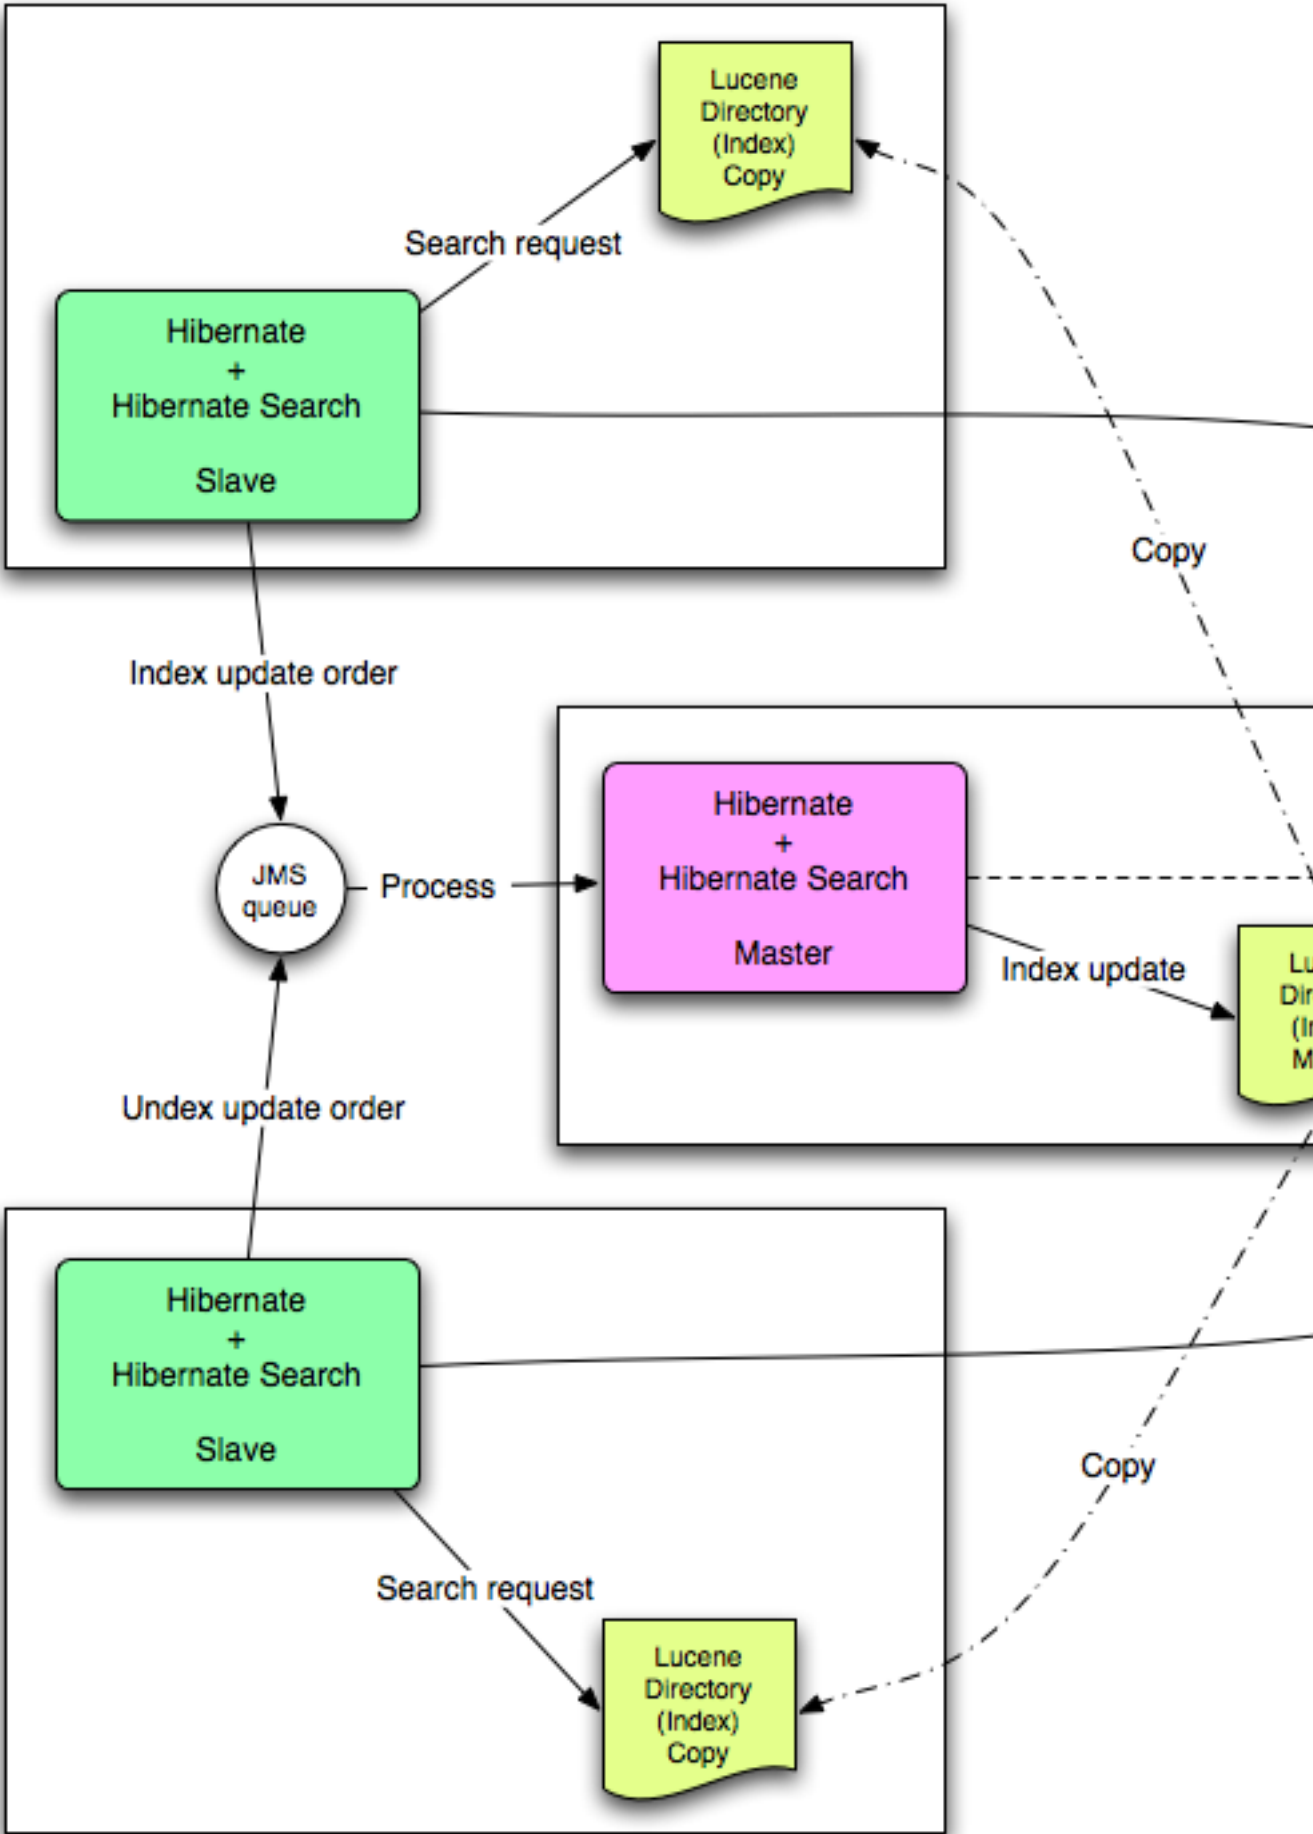 Lucene
Directory
(Index)
Copy
Search request
Hibernate
+
Hibernate Search
Slave
Copy
Index update order
Hibernate
+
Hibernate Search
Master
JMS
queue
Process
Index update
Undex update order
Hibernate
+
Hibernate Search
Slave
Copy
Search request
Lucene
Directory
(Index)
Copy